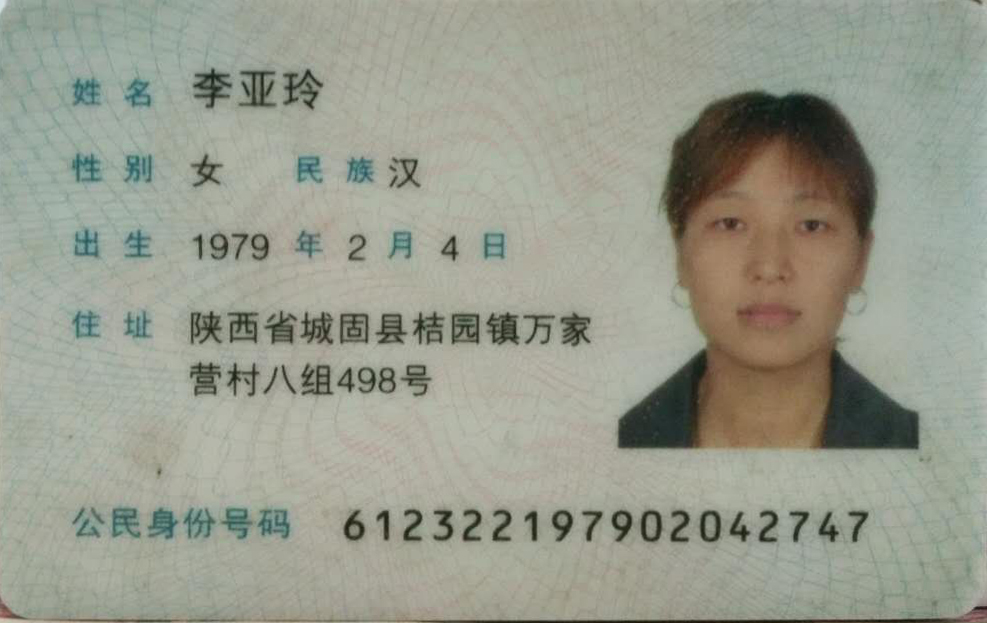 姓名 李亚玲
性别 女 民族 汉
出生 1979 年 2 月 4 日
住址 陕西省城固县桔园镇万家
营村八组498号
公民身份号码 612322197902042747